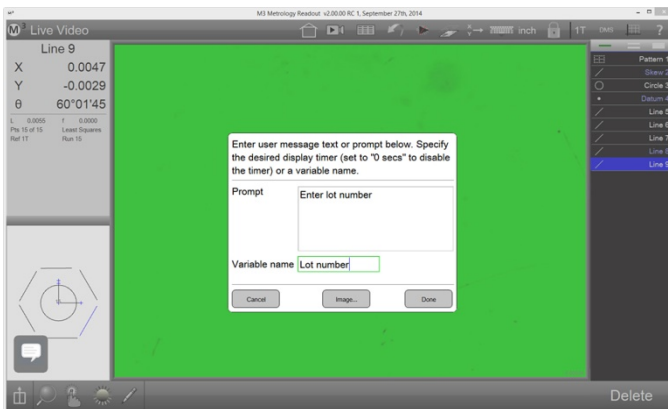 M3 Metrology Readout v2.00.00 RC 1, September 27th, 2014
M³ Live Video
inch
1T
DMS
?
Line 9
X 0.0047
Y -0.0029
θ 60°01'45
L 0.0055 f 0.0000
Pts 15 of 15 Least Squares
Ref 1T Run 15
Enter user message text or prompt below. Specify
the desired display timer (set to "0 secs" to disable
the timer) or a variable name.
Prompt
Enter lot number
Variable name Lot number
Cancel
Image...
Done
Pattern 1
Skew 2
Circle 3
Datum 4
Line 5
Line 6
Line 7
Line 8
Line 9
Delete